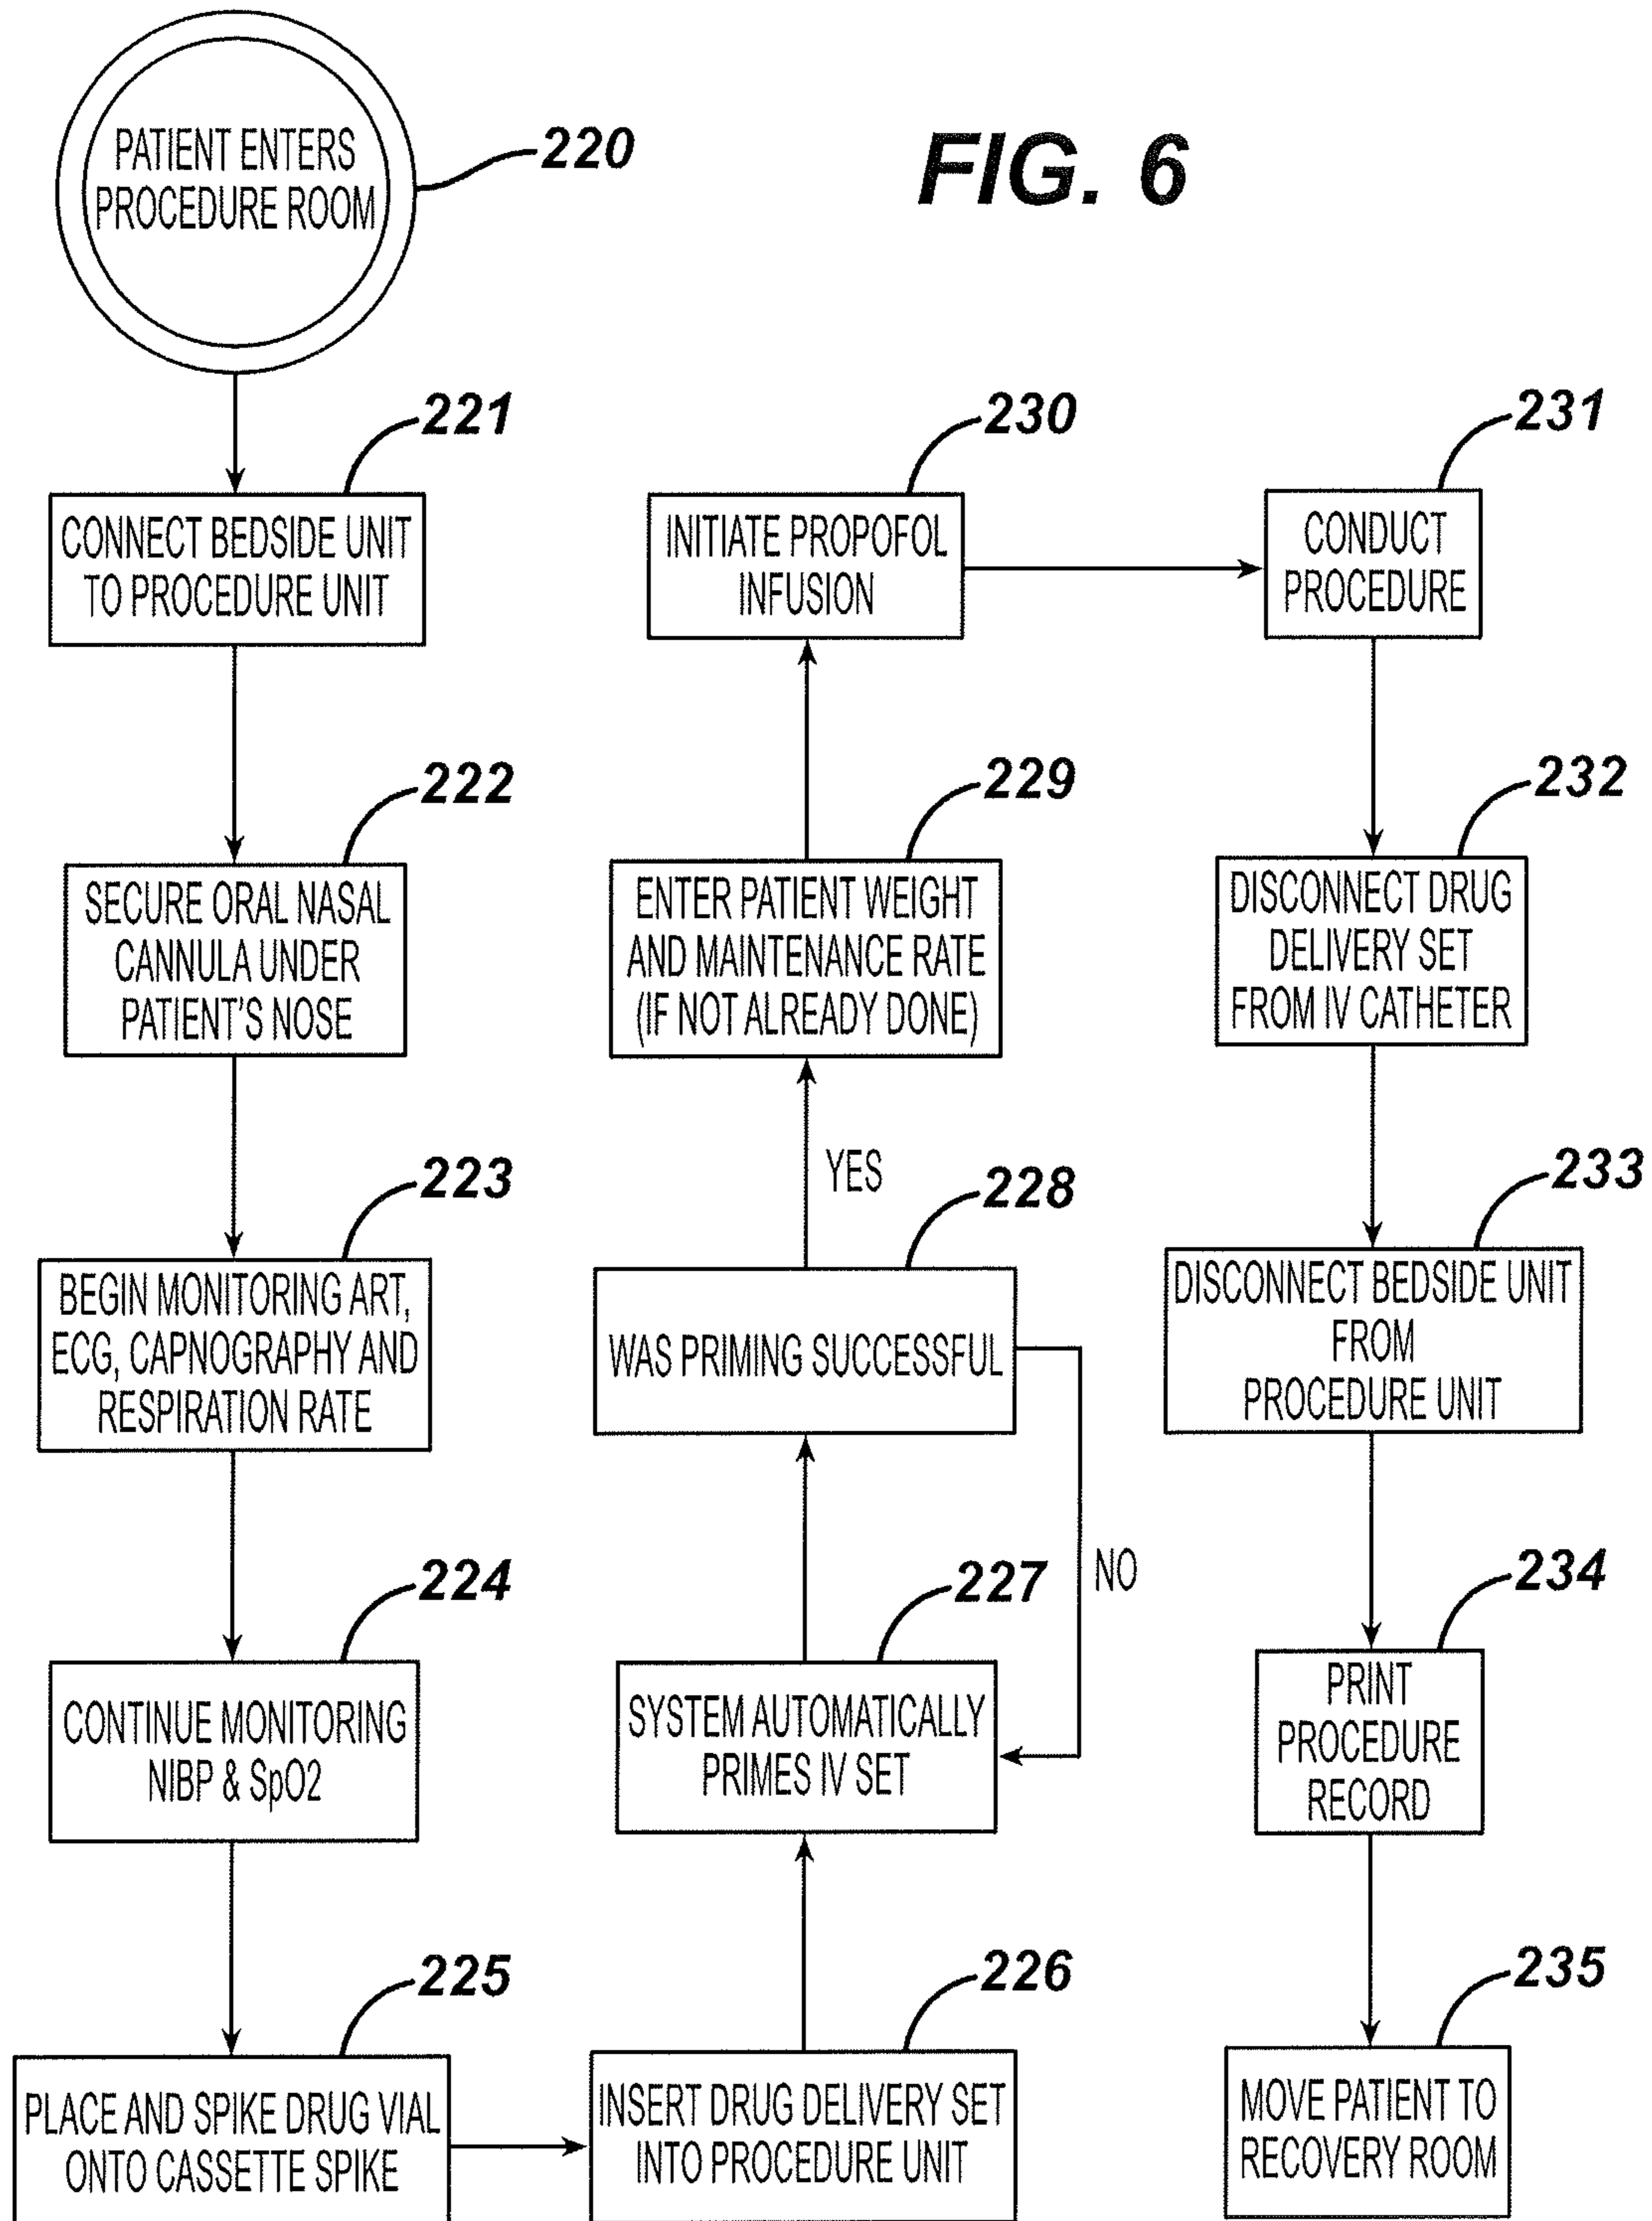 FIG. 6
PATIENT ENTERS
PROCEDURE ROOM
220
221
CONNECT BEDSIDE UNIT
TO PROCEDURE UNIT
222
SECURE ORAL NASAL
CANNULA UNDER
PATIENT'S NOSE
223
BEGIN MONITORING ART,
ECG, CAPNOGRAPHY AND
RESPIRATION RATE
224
CONTINUE MONITORING
NIBP & SpO2
225
PLACE AND SPIKE DRUG VIAL
ONTO CASSETTE SPIKE
226
INSERT DRUG DELIVERY SET
INTO PROCEDURE UNIT
227
SYSTEM AUTOMATICALLY
PRIMES IV SET
228
WAS PRIMING SUCCESSFUL
NO
YES
229
ENTER PATIENT WEIGHT
AND MAINTENANCE RATE
(IF NOT ALREADY DONE)
230
INITIATE PROPOFOL
INFUSION
231
CONDUCT
PROCEDURE
232
DISCONNECT DRUG
DELIVERY SET
FROM IV CATHETER
233
DISCONNECT BEDSIDE UNIT
FROM
PROCEDURE UNIT
234
PRINT
PROCEDURE
RECORD
235
MOVE PATIENT TO
RECOVERY ROOM